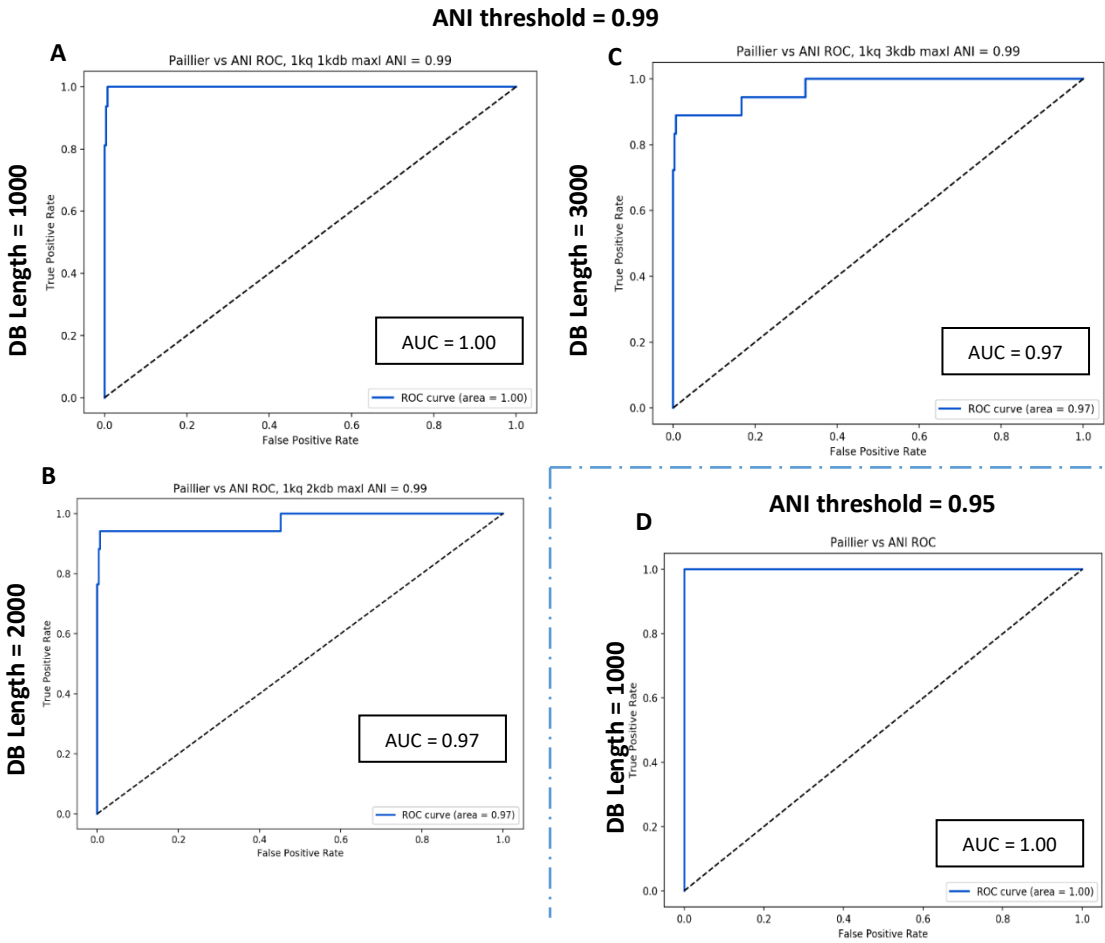 ANI threshold = 0.99
A
Paillier vs ANI ROC, 1kq 1kdb maxI ANI = 0.99
DB Length = 1000
True Positive Rate
1.0
0.8
0.6
0.4
0.2
0.0
AUC = 1.00
ROC curve (area = 1.00)
0.0 0.2 0.4 0.6 0.8 1.0
False Positive Rate
B
Paillier vs ANI ROC, 1kq 2kdb maxI ANI = 0.99
DB Length = 2000
True Positive Rate
1.0
0.8
0.6
0.4
0.2
0.0
AUC = 0.97
ROC curve (area = 0.97)
0.0 0.2 0.4 0.6 0.8 1.0
False Positive Rate
C
Paillier vs ANI ROC, 1kq 3kdb maxI ANI = 0.99
DB Length = 3000
True Positive Rate
1.0
0.8
0.6
0.4
0.2
0.0
AUC = 0.97
ROC curve (area = 0.97)
0.0 0.2 0.4 0.6 0.8 1.0
False Positive Rate
ANI threshold = 0.95
D
Paillier vs ANI ROC
DB Length = 1000
True Positive Rate
1.0
0.8
0.6
0.4
0.2
0.0
AUC = 1.00
ROC curve (area = 1.00)
0.0 0.2 0.4 0.6 0.8 1.0
False Positive Rate